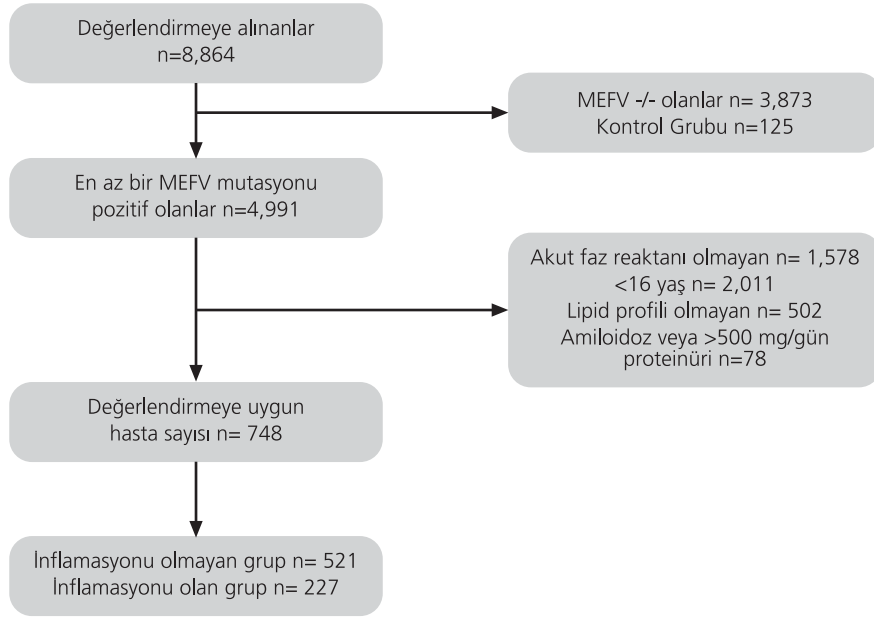 Değerlendirmeye alınanlar
n=8,864
MEFV -/- olanlar n= 3,873
Kontrol Grubu n=125
En az bir MEFV mutasyonu
pozitif olanlar n=4,991
Akut faz reaktanı olmayan n= 1,578
<16 yaş n= 2,011
Lipid profili olmayan n= 502
Amiloidoz veya >500 mg/gün
proteinüri n=78
Değerlendirmeye uygun
hasta sayısı n= 748
İnflamasyonu olmayan grup n= 521
İnflamasyonu olan grup n= 227